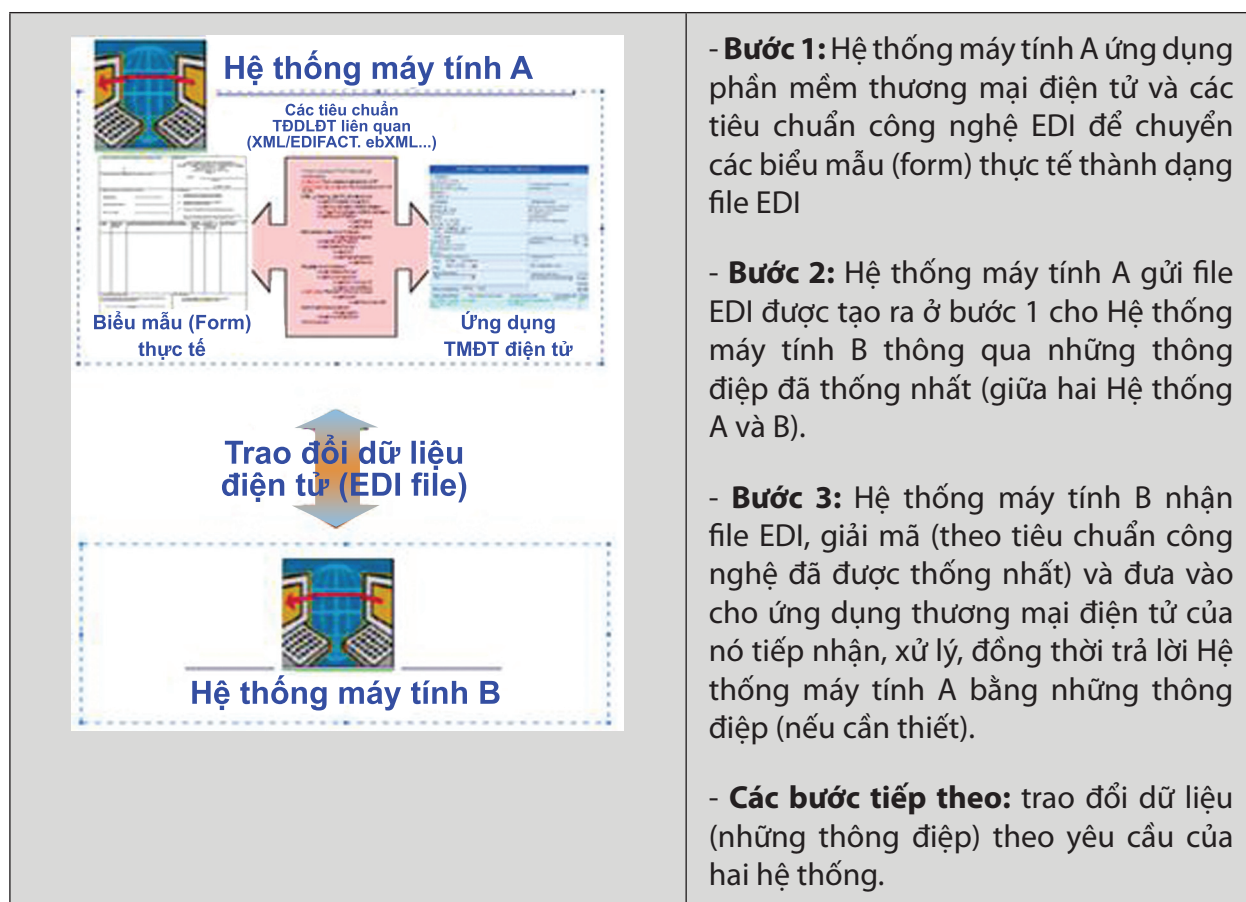 Hệ thống máy tính A
Các tiêu chuẩn
TĐDLĐT liên quan
(XML/EDIFACT. ebXML...)
Biểu mẫu (Form)
thực tế
Ứng dụng
TMĐT điện tử
Trao đổi dữ liệu
điện tử (EDI file)
Hệ thống máy tính B
- Bước 1: Hệ thống máy tính A ứng dụng
phần mềm thương mại điện tử và các
tiêu chuẩn công nghệ EDI để chuyển
các biểu mẫu (form) thực tế thành dạng
file EDI
- Bước 2: Hệ thống máy tính A gửi file
EDI được tạo ra ở bước 1 cho Hệ thống
máy tính B thông qua những thông
điệp đã thống nhất (giữa hai Hệ thống
A và B).
- Bước 3: Hệ thống máy tính B nhận
file EDI, giải mã (theo tiêu chuẩn công
nghệ đã được thống nhất) và đưa vào
cho ứng dụng thương mại điện tử của
nó tiếp nhận, xử lý, đồng thời trả lời Hệ
thống máy tính A bằng những thông
điệp (nếu cần thiết).
- Các bước tiếp theo: trao đổi dữ liệu
(những thông điệp) theo yêu cầu của
hai hệ thống.